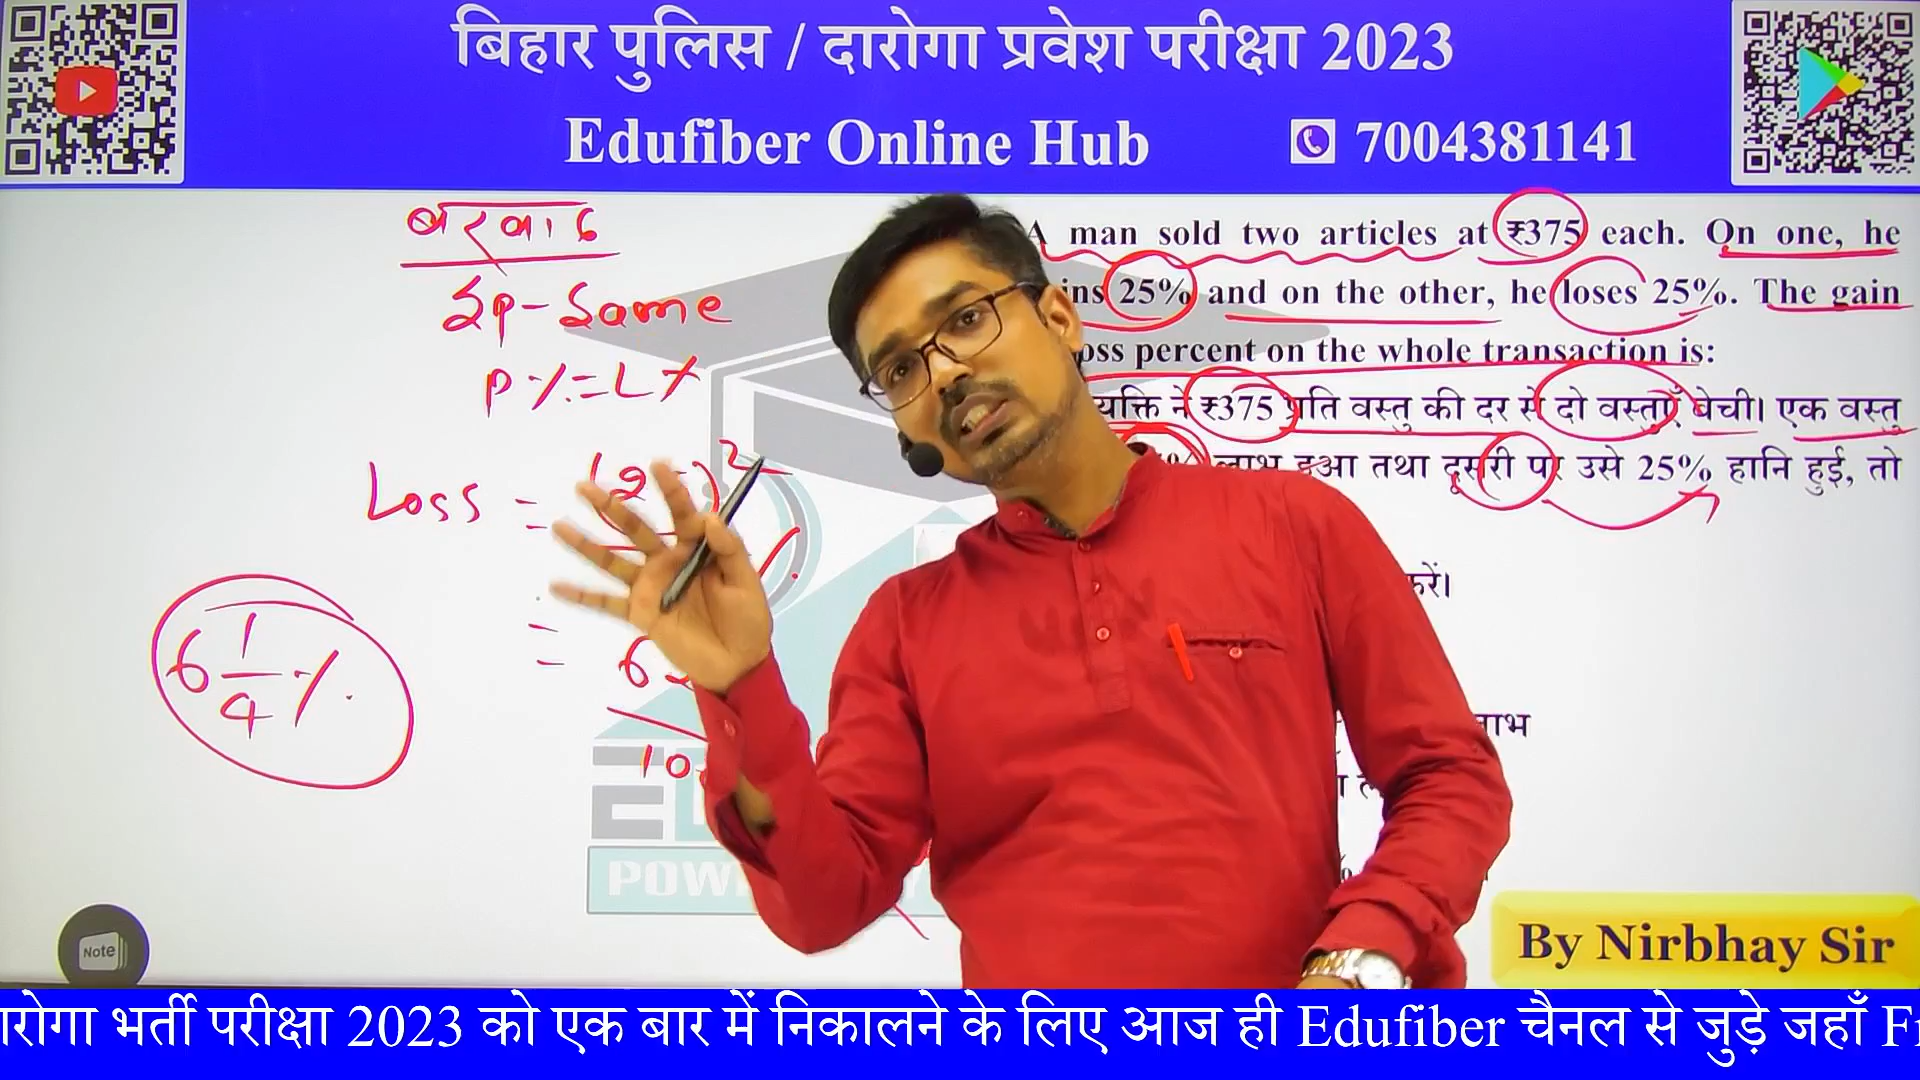 बिहार पुलिस / दारोगा प्रवेश परीक्षा 2023
Edufiber Online Hub
7004381141
बरबाद
SP-Same
P%=L%
Loss =
=
10
6 1/4 %
A man sold two articles at ₹375 each. On one, he
25% and on the other, he loses 25%. The gain
percent on the whole transaction is:
ने ₹375 प्रति वस्तु की दर से दो वस्तुएँ बेची। एक वस्तु
लाभ हुआ तथा दूसरी पर उसे 25% हानि हुई, तो
Note
By Nirbhay Sir
भर्ती परीक्षा 2023 को एक बार में निकालने के लिए आज ही Edufiber चैनल से जुड़े जहाँ